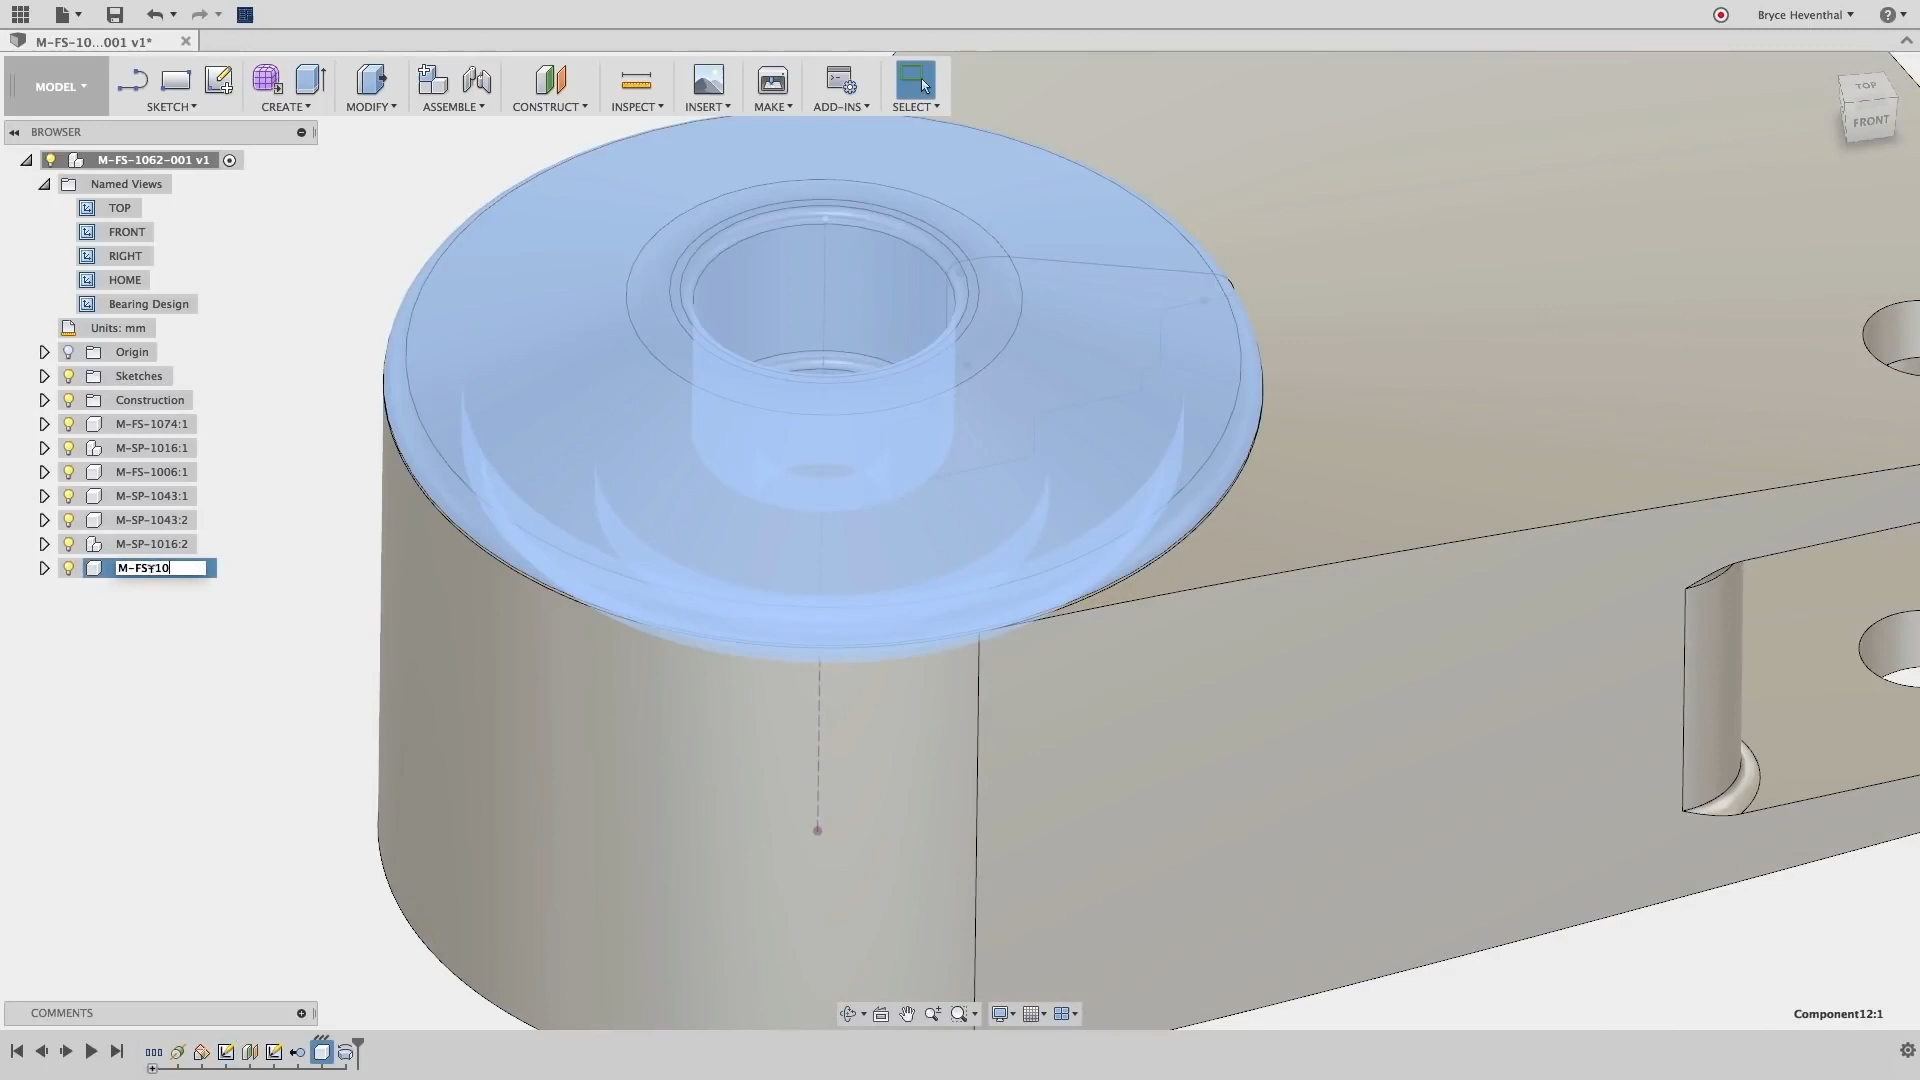 Bryce Heventhal
M-FS-10...001 v1*
MODEL
SKETCH
CREATE
MODIFY
ASSEMBLE
CONSTRUCT
INSPECT
INSERT
MAKE
ADD-INS
SELECT
TOP
FRONT
BROWSER
M-FS-1062-001 v1
Named Views
TOP
FRONT
RIGHT
HOME
Bearing Design
Units: mm
Origin
Sketches
Construction
M-FS-1074:1
M-SP-1016:1
M-FS-1006:1
M-SP-1043:1
M-SP-1043:2
M-SP-1016:2
M-FS-10
COMMENTS
Component12:1